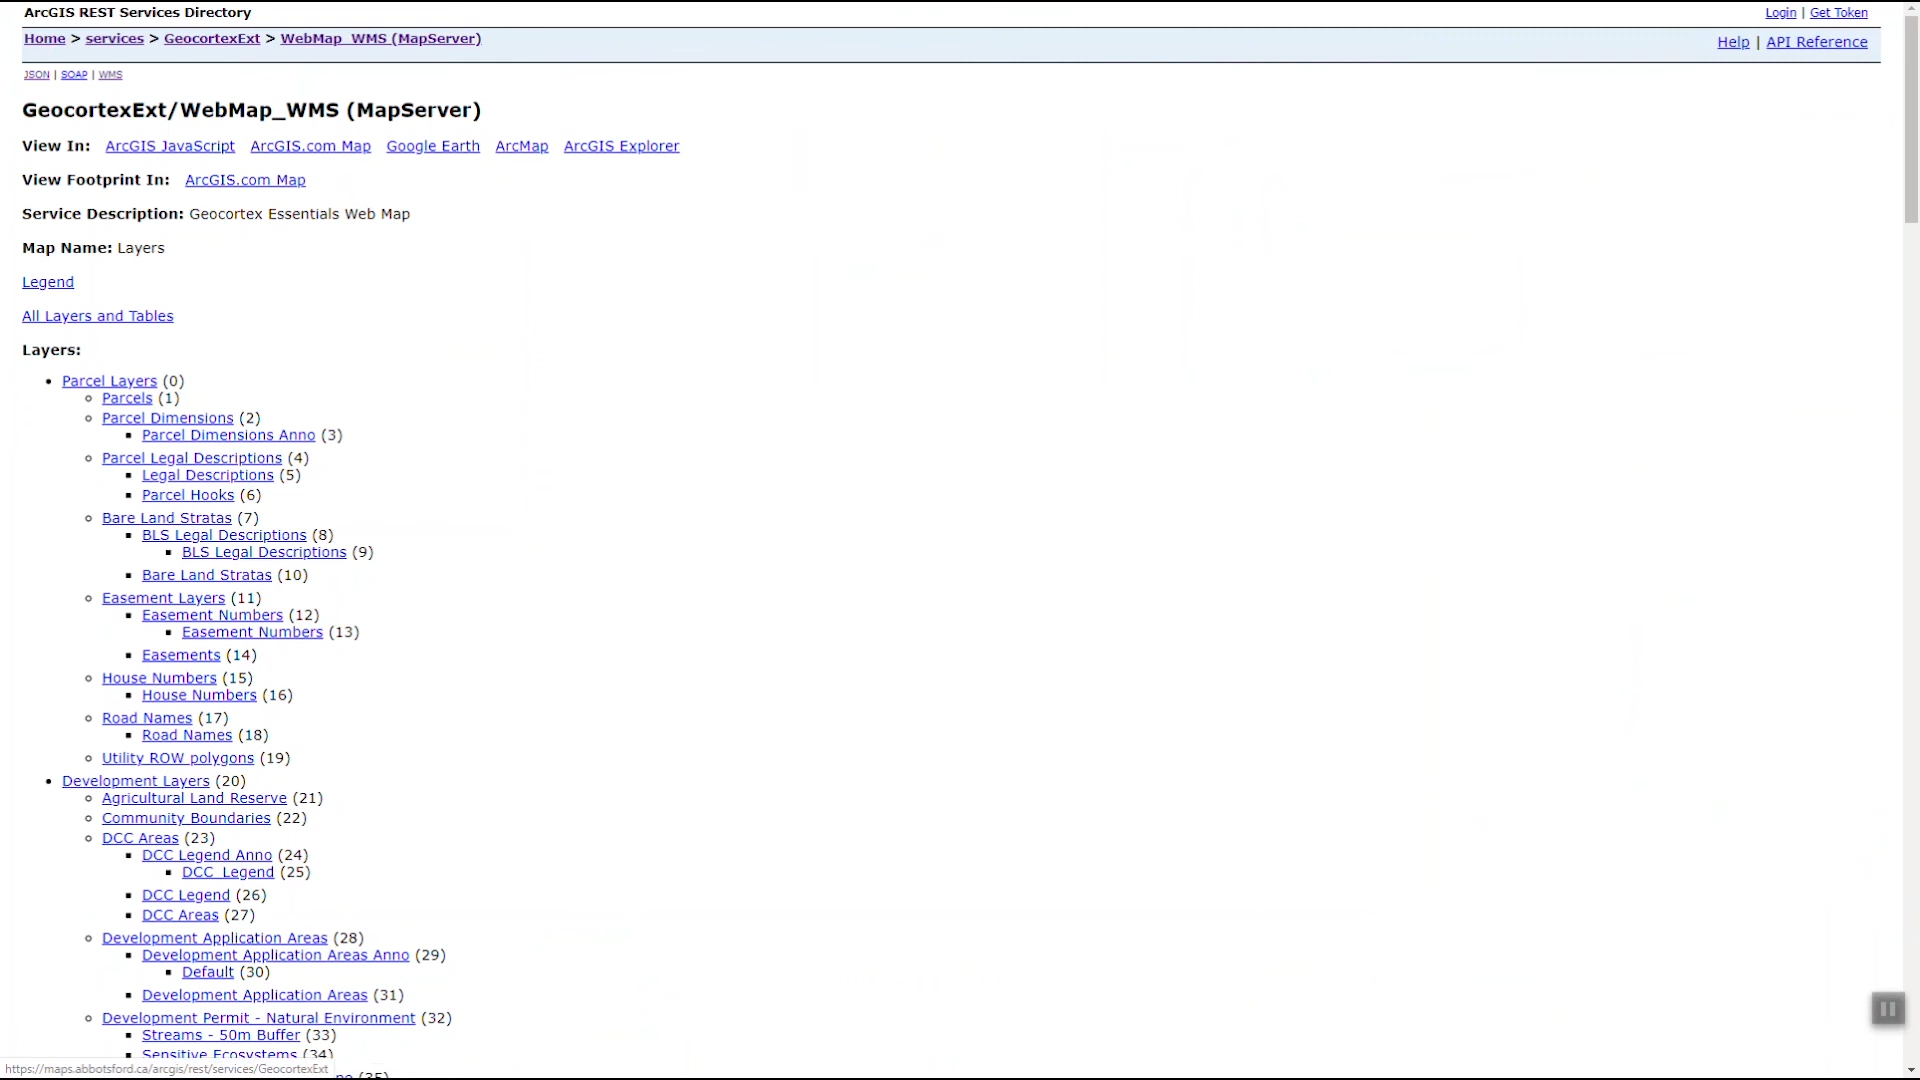 ArcGIS REST Services Directory
Login | Get Token
Home > services > GeocortexExt > WebMap_WMS (MapServer)
Help | API Reference
JSON | SOAP | WMS
GeocortexExt/WebMap_WMS (MapServer)
View In: ArcGIS JavaScript ArcGIS.com Map Google Earth ArcMap ArcGIS Explorer
View Footprint In: ArcGIS.com Map
Service Description: Geocortex Essentials Web Map
Map Name: Layers
Legend
All Layers and Tables
Layers:
Parcel Layers (0)
Parcels (1)
Parcel Dimensions (2)
Parcel Dimensions Anno (3)
Parcel Legal Descriptions (4)
Legal Descriptions (5)
Parcel Hooks (6)
Bare Land Stratas (7)
BLS Legal Descriptions (8)
BLS Legal Descriptions (9)
Bare Land Stratas (10)
Easement Layers (11)
Easement Numbers (12)
Easement Numbers (13)
Easements (14)
House Numbers (15)
House Numbers (16)
Road Names (17)
Road Names (18)
Utility ROW polygons (19)
Development Layers (20)
Agricultural Land Reserve (21)
Community Boundaries (22)
DCC Areas (23)
DCC Legend Anno (24)
DCC_Legend (25)
DCC Legend (26)
DCC Areas (27)
Development Application Areas (28)
Development Application Areas Anno (29)
Default (30)
Development Application Areas (31)
Development Permit - Natural Environment (32)
Streams - 50m Buffer (33)
Sensitive Ecosystems (34)
https://maps.abbotsford.ca/arcgis/rest/services/GeocortexExt
(35)